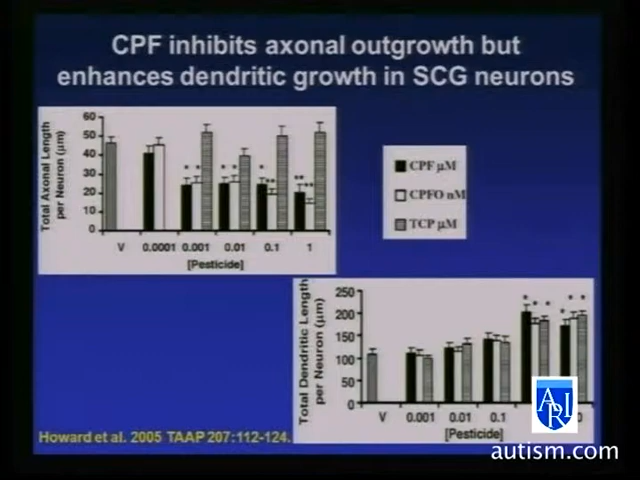 CPF inhibits axonal outgrowth but
enhances dendritic growth in SCG neurons
Total Axonal Length
per Neuron (μm)
60
50
40
30
20
10
0
V 0.0001 0.001 0.01 0.1 1
[Pesticide]
CPF μM
CPFO nM
TCP μM
Total Dendritic Length
per Neuron (μm)
250
200
150
100
50
0
V 0.001 0.01 0.1
[Pesticide]
ARI
Howard et al. 2005 TAAP 207:112-124.
autism.com